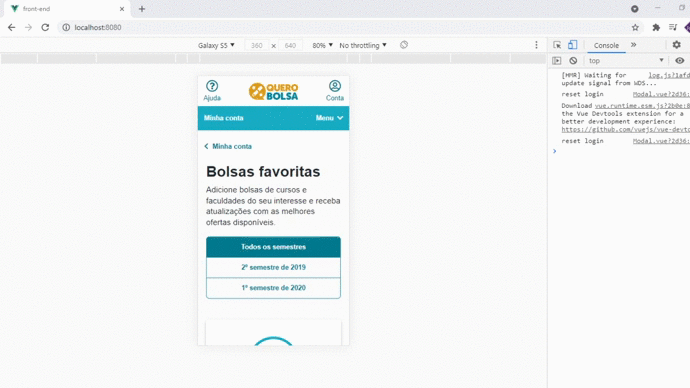 front-end
localhost:8080
Galaxy S5
360
640
80%
No throttling
Console
top
Ajuda
QUERO
BOLSA
Conta
Minha conta
Menu
Minha conta
Bolsas favoritas
Adicione bolsas de cursos e
faculdades do seu interesse e receba
atualizações com as melhores
ofertas disponíveis.
Todos os semestres
2º semestre de 2019
1º semestre de 2020
[HMR] Waiting for log.js?1afd
update signal from WDS...
reset login Modal.vue?2d36:
Download vue.runtime.esm.js?2b0e:8
the Vue Devtools extension for a
better development experience:
https://github.com/vuejs/vue-devto
reset login Modal.vue?2d36: